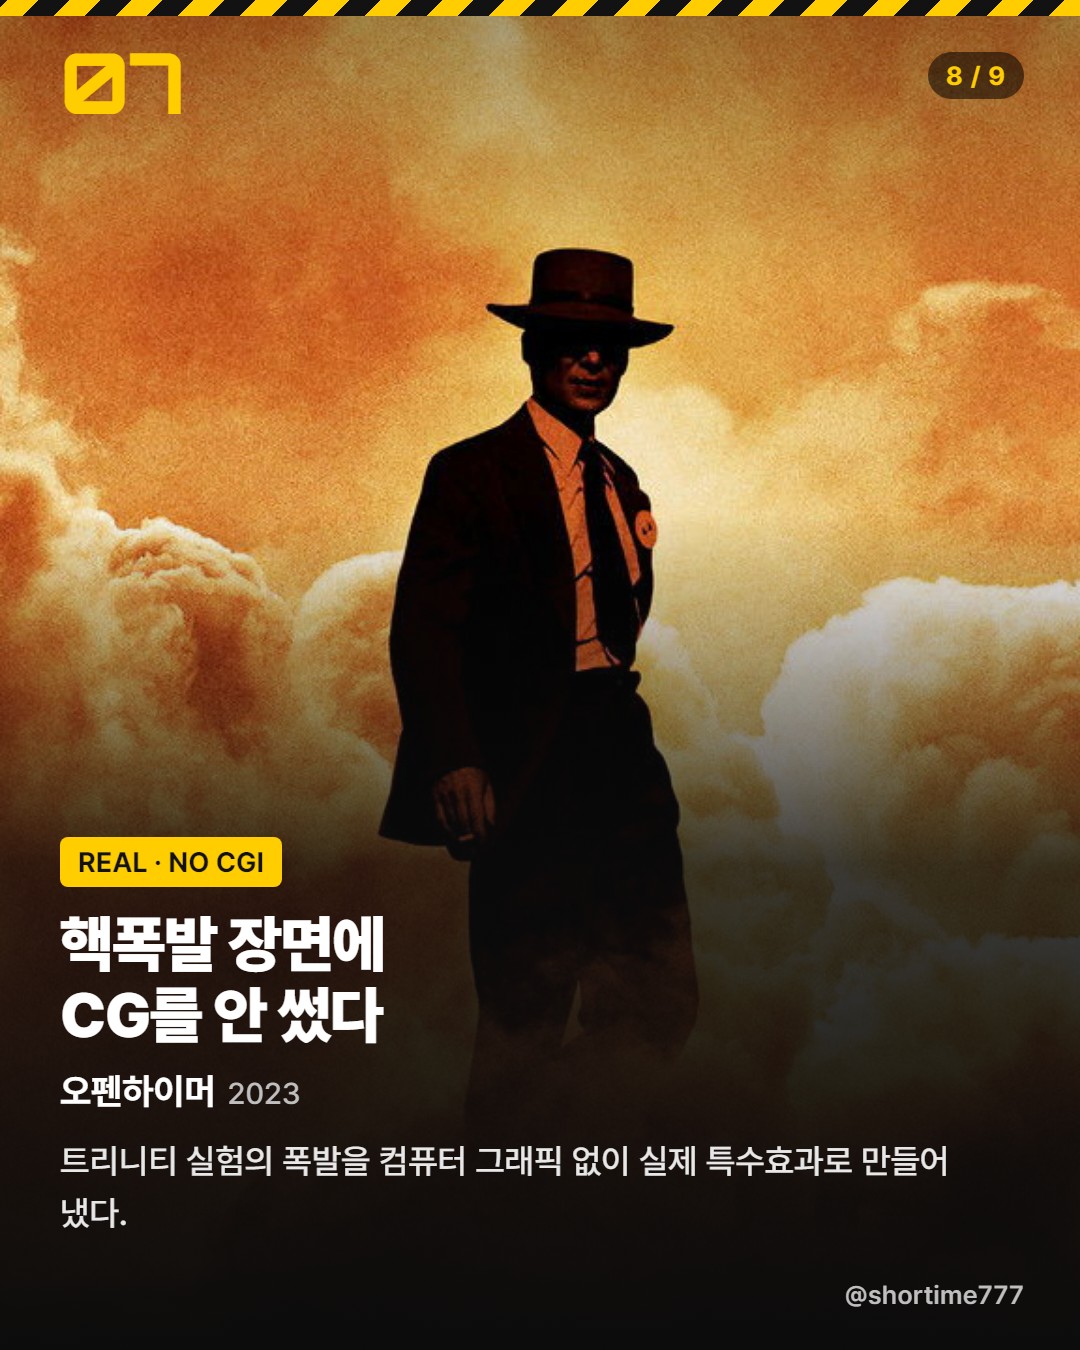 07
8 / 9
REAL · NO CGI
핵폭발 장면에
CG를 안 썼다
오펜하이머 2023
트리니티 실험의 폭발을 컴퓨터 그래픽 없이 실제 특수효과로 만들어
냈다.
@shortime777